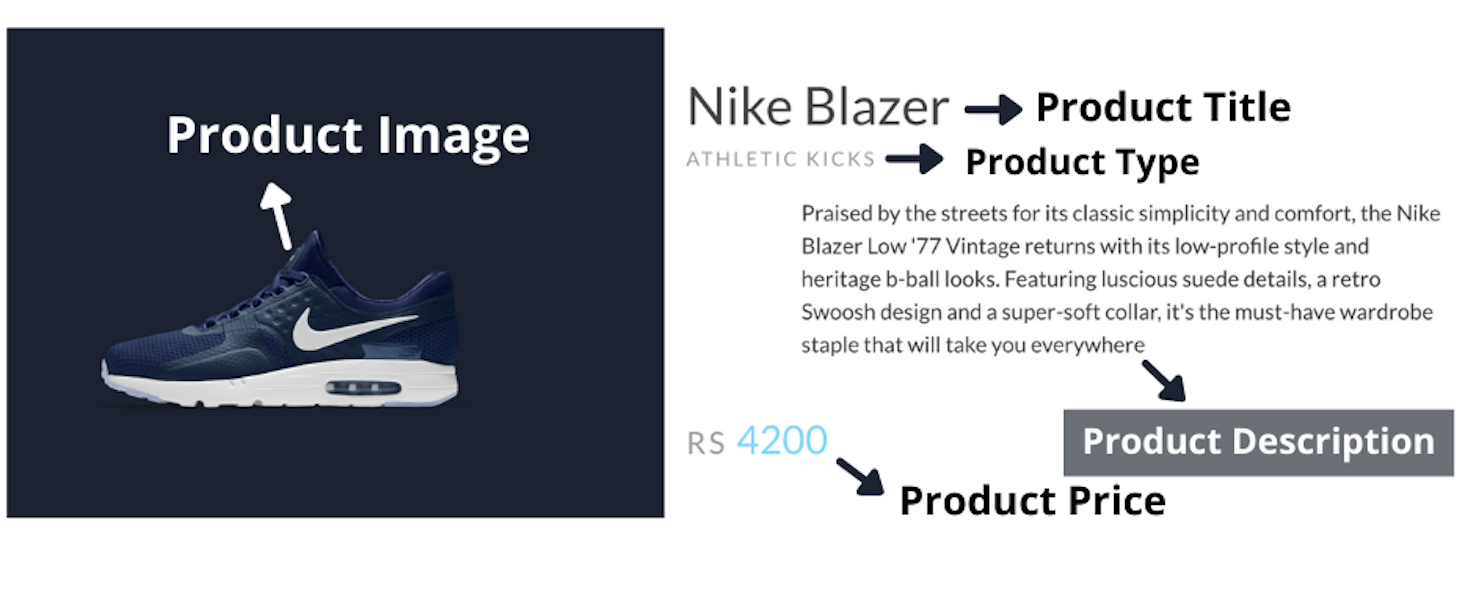 Product Image
Nike Blazer
Product Title
ATHLETIC KICKS
Product Type
Praised by the streets for its classic simplicity and comfort, the Nike
Blazer Low '77 Vintage returns with its low-profile style and
heritage b-ball looks. Featuring luscious suede details, a retro
Swoosh design and a super-soft collar, it's the must-have wardrobe
staple that will take you everywhere
Product Description
RS 4200
Product Price